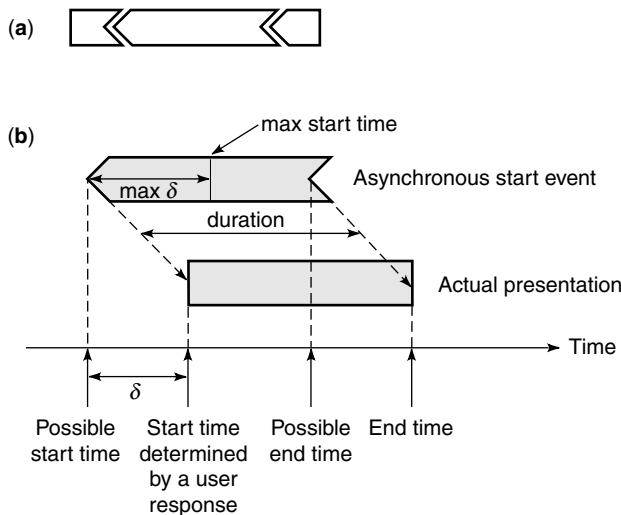 (a)
(b)
max start time
max δ
Asynchronous start event
duration
Actual presentation
Time
δ
Possible
start time
Start time
determined
by a user
response
Possible
end time
End time